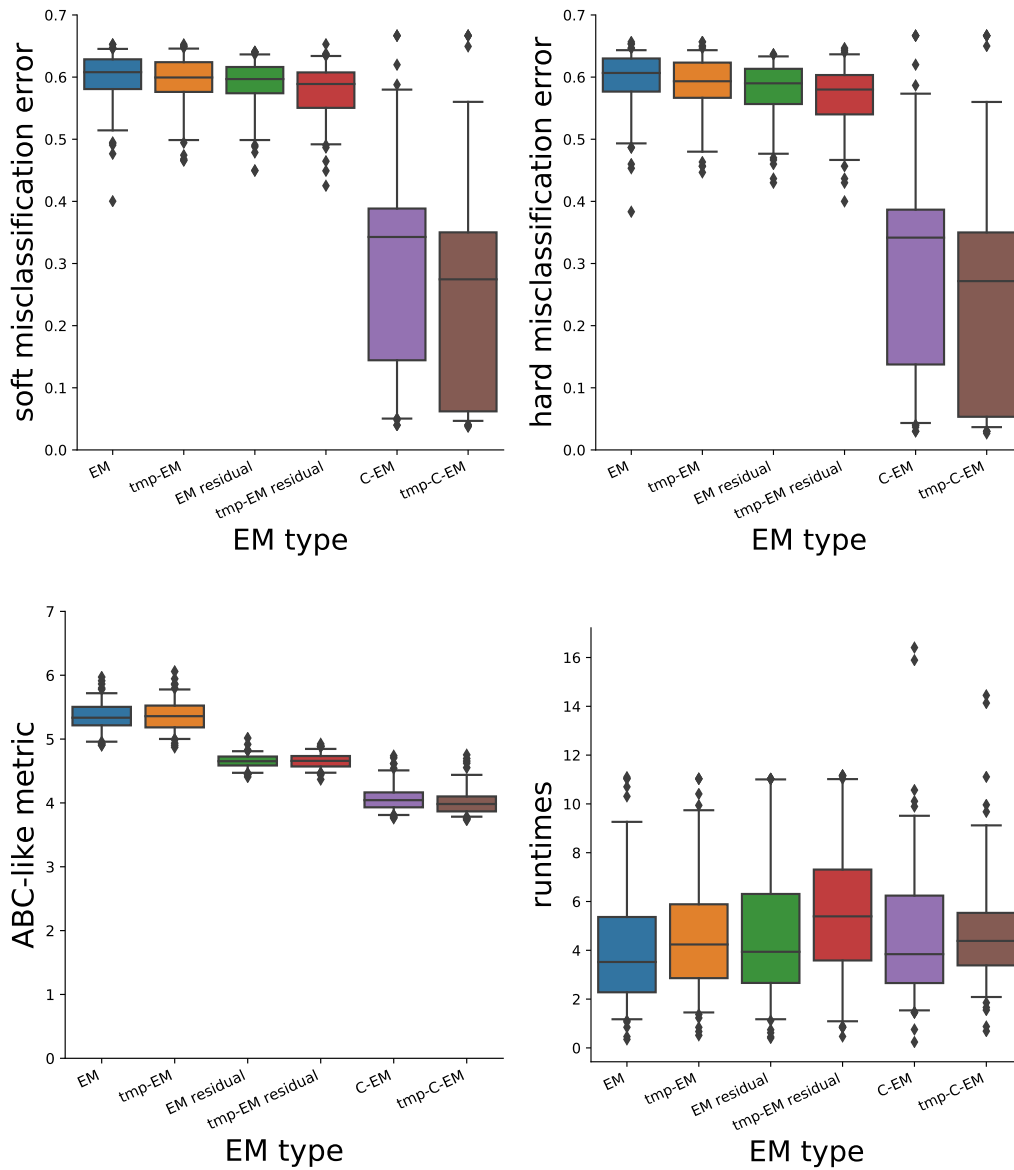 soft misclassification error
0.7
0.6
0.5
0.4
0.3
0.2
0.1
0.0
EM
tmp-EM
EM residual
tmp-EM residual
C-EM
tmp-C-EM
EM type
hard misclassification error
0.7
0.6
0.5
0.4
0.3
0.2
0.1
0.0
EM
tmp-EM
EM residual
tmp-EM residual
C-EM
tmp-C-EM
EM type
ABC-like metric
7
6
5
4
3
2
1
0
EM
tmp-EM
EM residual
tmp-EM residual
C-EM
tmp-C-EM
EM type
runtimes
16
14
12
10
8
6
4
2
0
EM
tmp-EM
EM residual
tmp-EM residual
C-EM
tmp-C-EM
EM type